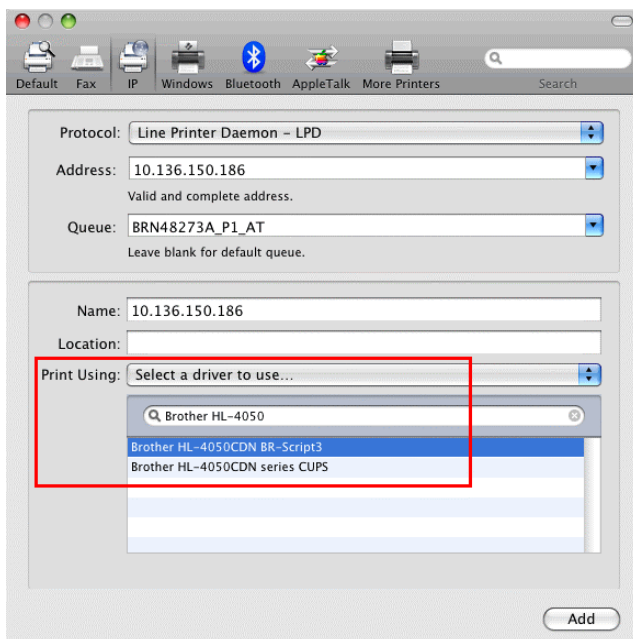 Default Fax IP Windows Bluetooth AppleTalk More Printers Search
Protocol: Line Printer Daemon – LPD
Address: 10.136.150.186
Valid and complete address.
Queue: BRN48273A_P1_AT
Leave blank for default queue.
Name: 10.136.150.186
Location:
Print Using: Select a driver to use...
Brother HL-4050
Brother HL-4050CDN BR-Script3
Brother HL-4050CDN series CUPS
Add